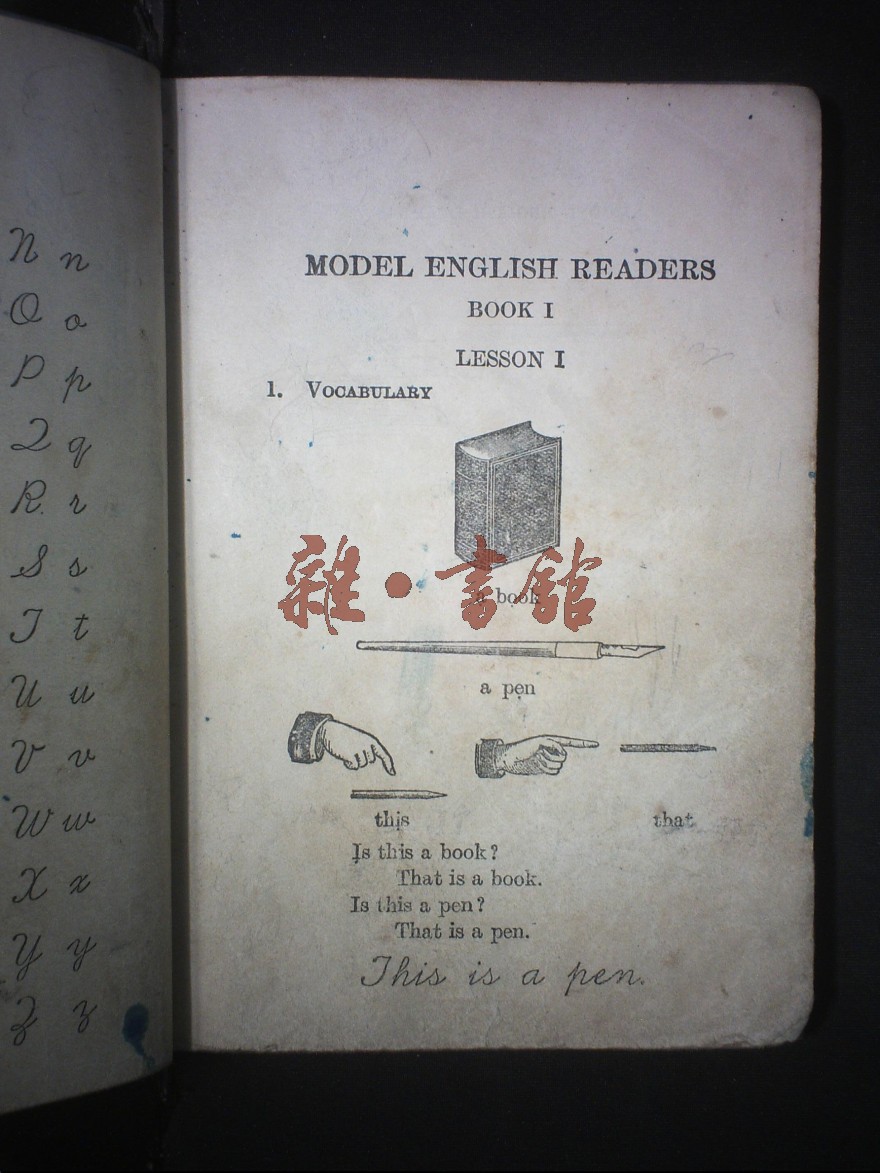 N n
O o
P p
Q q
R r
S s
T t
U u
V v
W w
X x
Y y
Z z
MODEL ENGLISH READERS
BOOK I
LESSON I
1. VOCABULARY
雜·書舘
a book
a pen
this that
Is this a book?
That is a book.
Is this a pen?
That is a pen.
This is a pen.